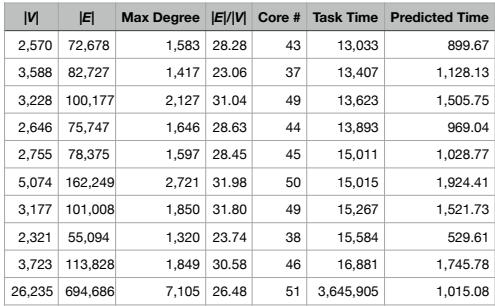 |V| |E| Max Degree |E|/|V| Core # Task Time Predicted Time
2,570 72,678 1,583 28.28 43 13,033 899.67
3,588 82,727 1,417 23.06 37 13,407 1,128.13
3,228 100,177 2,127 31.04 49 13,623 1,505.75
2,646 75,747 1,646 28.63 44 13,893 969.04
2,755 78,375 1,597 28.45 45 15,011 1,028.77
5,074 162,249 2,721 31.98 50 15,015 1,924.41
3,177 101,008 1,850 31.80 49 15,267 1,521.73
2,321 55,094 1,320 23.74 38 15,584 529.61
3,723 113,828 1,849 30.58 46 16,881 1,745.78
26,235 694,686 7,105 26.48 51 3,645,905 1,015.08